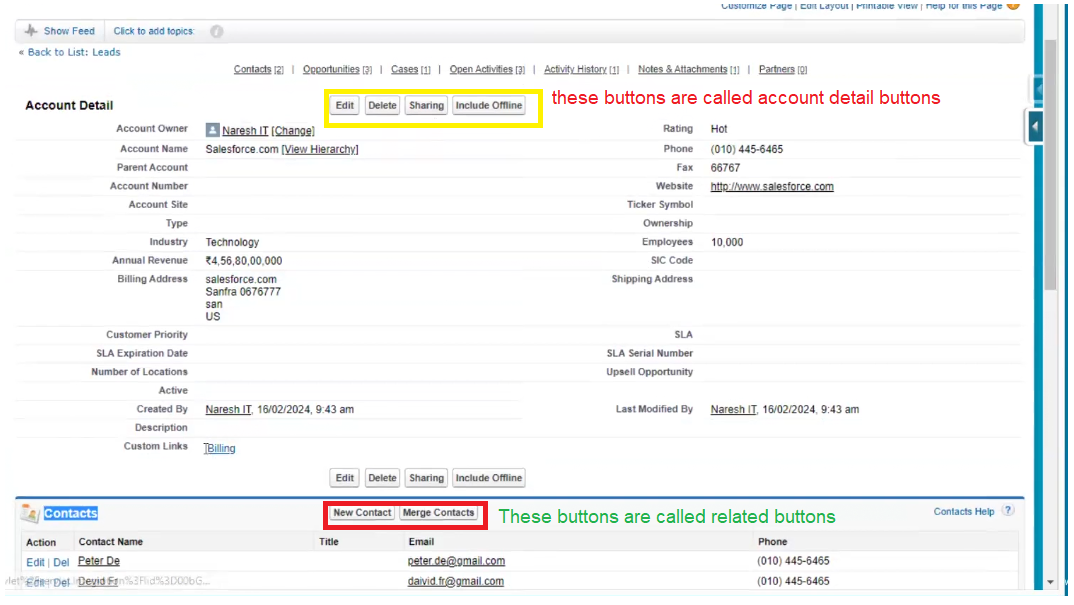 Customize Page | Edit Layout | Printable View | Help for this Page
Show Feed Click to add topics:
« Back to List: Leads
Contacts [2] | Opportunities [3] | Cases [1] | Open Activities [3] | Activity History [1] | Notes & Attachments [1] | Partners [0]
Account Detail Edit Delete Sharing Include Offline these buttons are called account detail buttons
Account Owner Naresh IT [Change] Rating Hot
Account Name Salesforce.com [View Hierarchy] Phone (010) 445-6465
Parent Account Fax 66767
Account Number Website http://www.salesforce.com
Account Site Ticker Symbol
Type Ownership
Industry Technology Employees 10,000
Annual Revenue ₹4,56,80,00,000 SIC Code
Billing Address salesforce.com Shipping Address
Sanfra 0676777
san
US
Customer Priority SLA
SLA Expiration Date SLA Serial Number
Number of Locations Upsell Opportunity
Active
Created By Naresh IT, 16/02/2024, 9:43 am Last Modified By Naresh IT, 16/02/2024, 9:43 am
Description
Custom Links Billing
Edit Delete Sharing Include Offline
Contacts New Contact Merge Contacts These buttons are called related buttons Contacts Help ?
Action Contact Name Title Email Phone
Edit | Del Peter De peter.de@gmail.com (010) 445-6465
Edit | Del David Fr daivid.fr@gmail.com (010) 445-6465